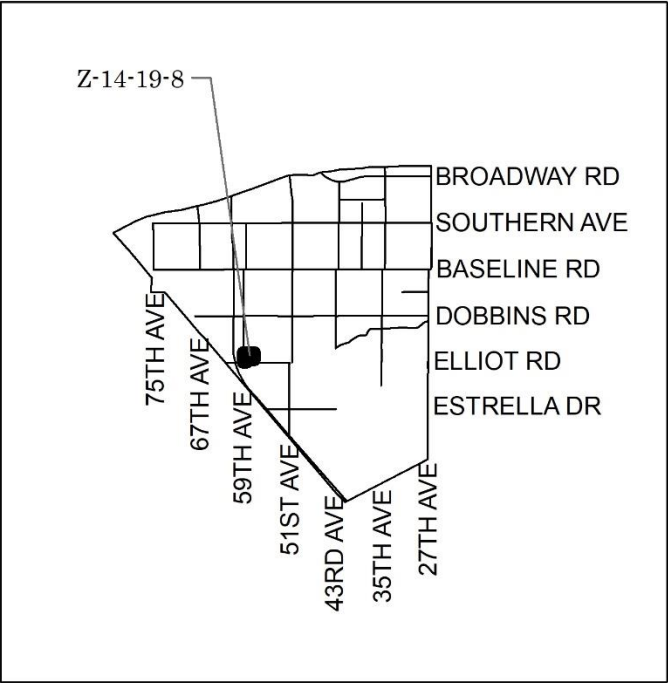 Z-14-19-8
BROADWAY RD
SOUTHERN AVE
BASELINE RD
DOBBINS RD
ELLIOT RD
ESTRELLA DR
75TH AVE
67TH AVE
59TH AVE
51ST AVE
43RD AVE
35TH AVE
27TH AVE